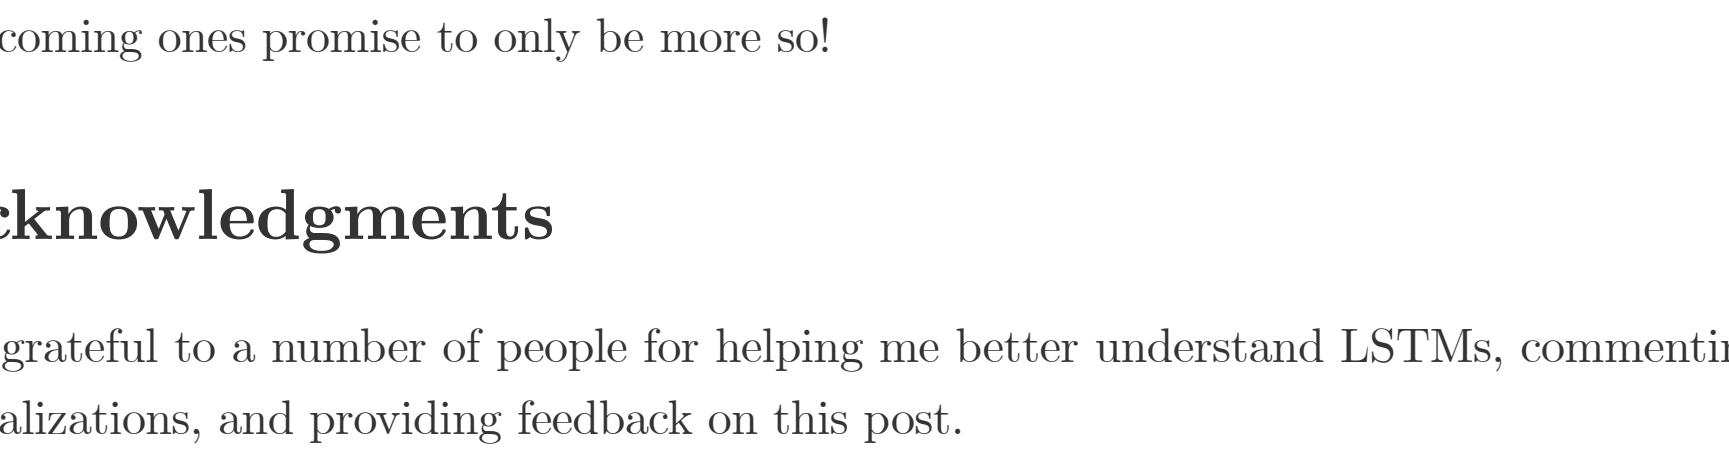 coming ones promise to only be more so!
cknowledgments
grateful to a number of people for helping me better understand LSTMs, commentin
alizations, and providing feedback on this post.